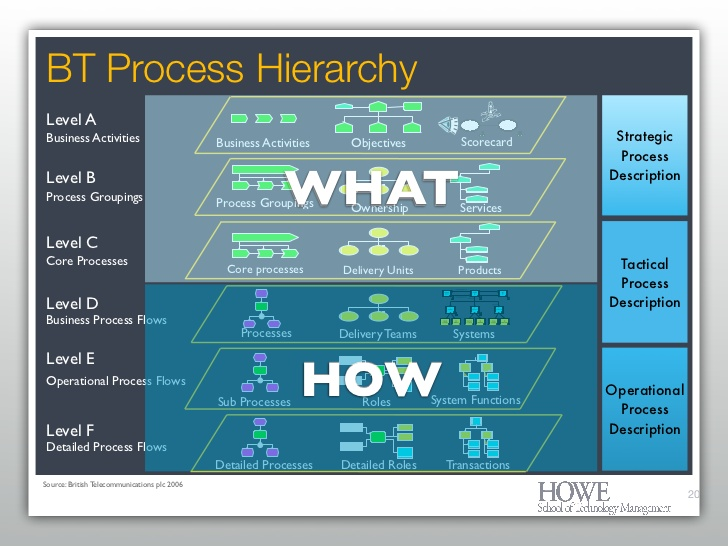 BT Process Hierarchy
Level A
Business Activities
Business Activities Objectives Scorecard
Level B
Process Groupings
Process Groupings Ownership Services
WHAT
Level C
Core Processes
Core processes Delivery Units Products
Level D
Business Process Flows
Processes Delivery Teams Systems
Level E
Operational Process Flows
HOW
Sub Processes Roles System Functions
Level F
Detailed Process Flows
Detailed Processes Detailed Roles Transactions
Strategic
Process
Description
Tactical
Process
Description
Operational
Process
Description
Source: British Telecommunications plc 2006
HOWE
School of Technology Management
20